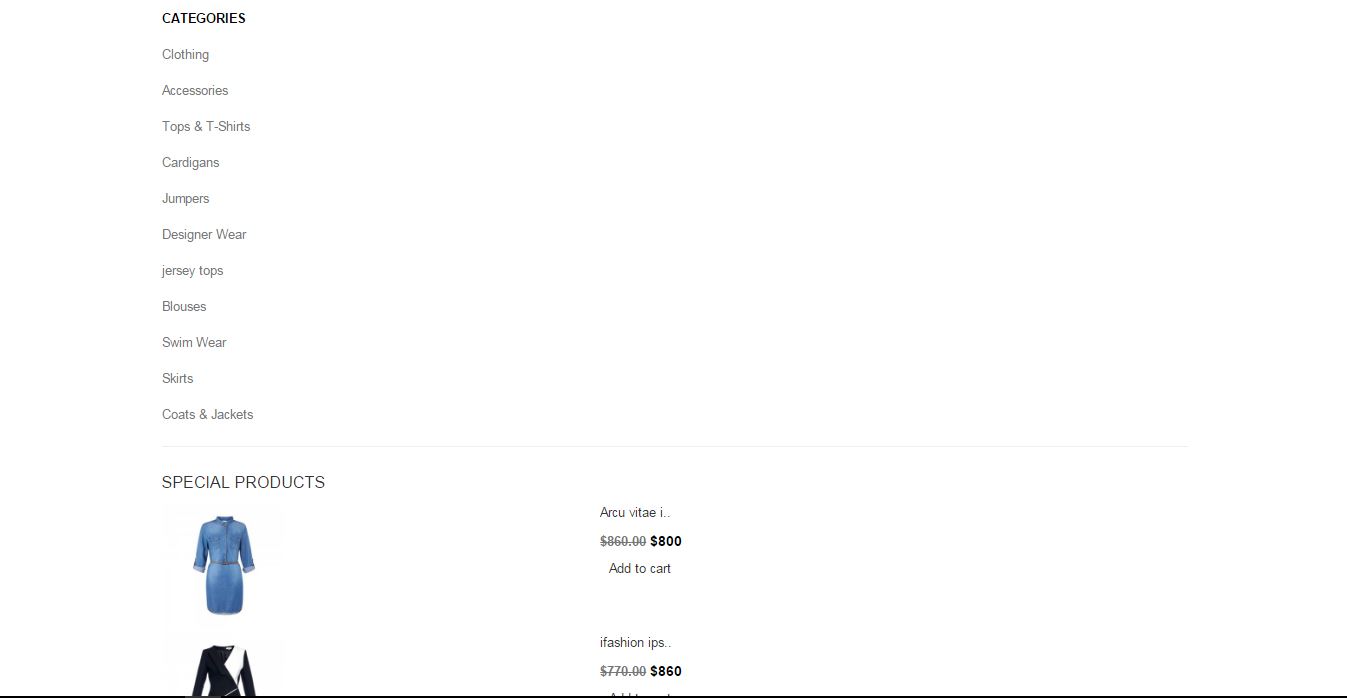 CATEGORIES
Clothing
Accessories
Tops & T-Shirts
Cardigans
Jumpers
Designer Wear
jersey tops
Blouses
Swim Wear
Skirts
Coats & Jackets
SPECIAL PRODUCTS
Arcu vitae i..
$860.00 $800
Add to cart
ifashion ips..
$770.00 $860